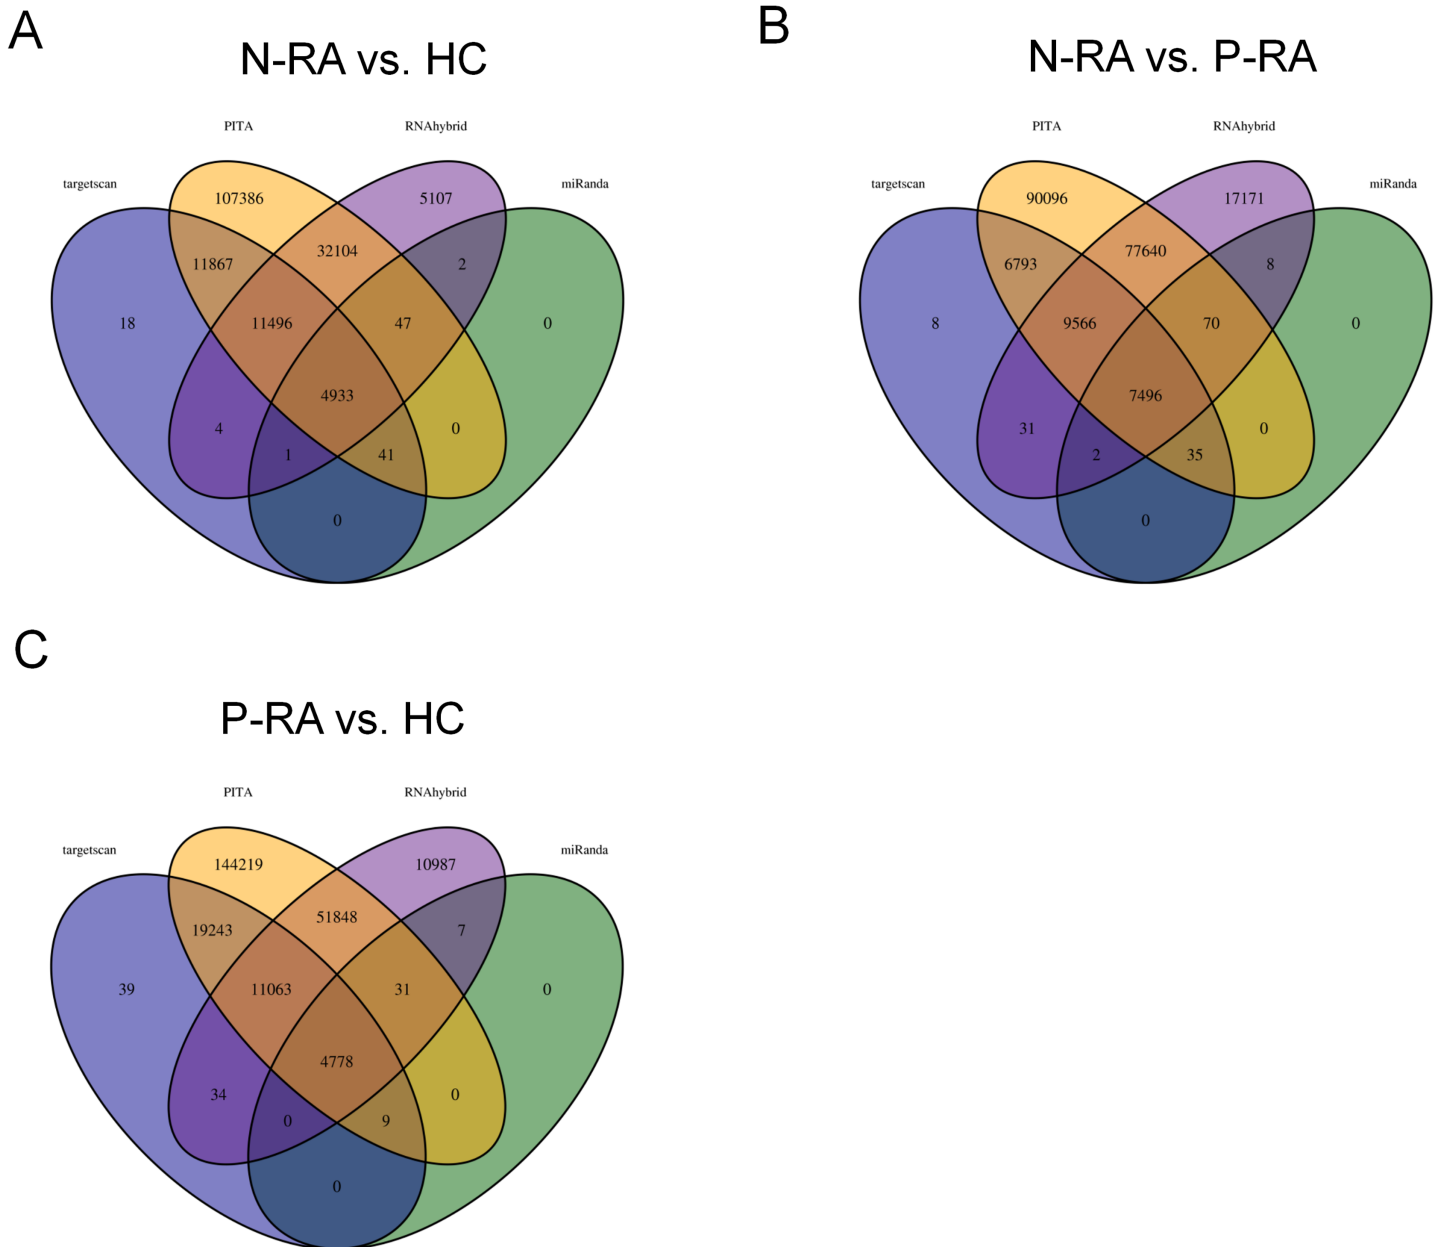 A
N-RA vs. HC
PITA
RNAhybrid
targetscan
miRanda
107386
5107
32104
11867
2
18
11496
47
0
4933
4
0
1
41
0
B
N-RA vs. P-RA
PITA
RNAhybrid
targetscan
miRanda
90096
17171
77640
6793
8
8
9566
70
0
7496
31
0
2
35
0
C
P-RA vs. HC
PITA
RNAhybrid
targetscan
miRanda
144219
10987
51848
19243
7
39
11063
31
0
4778
34
0
0
9
0